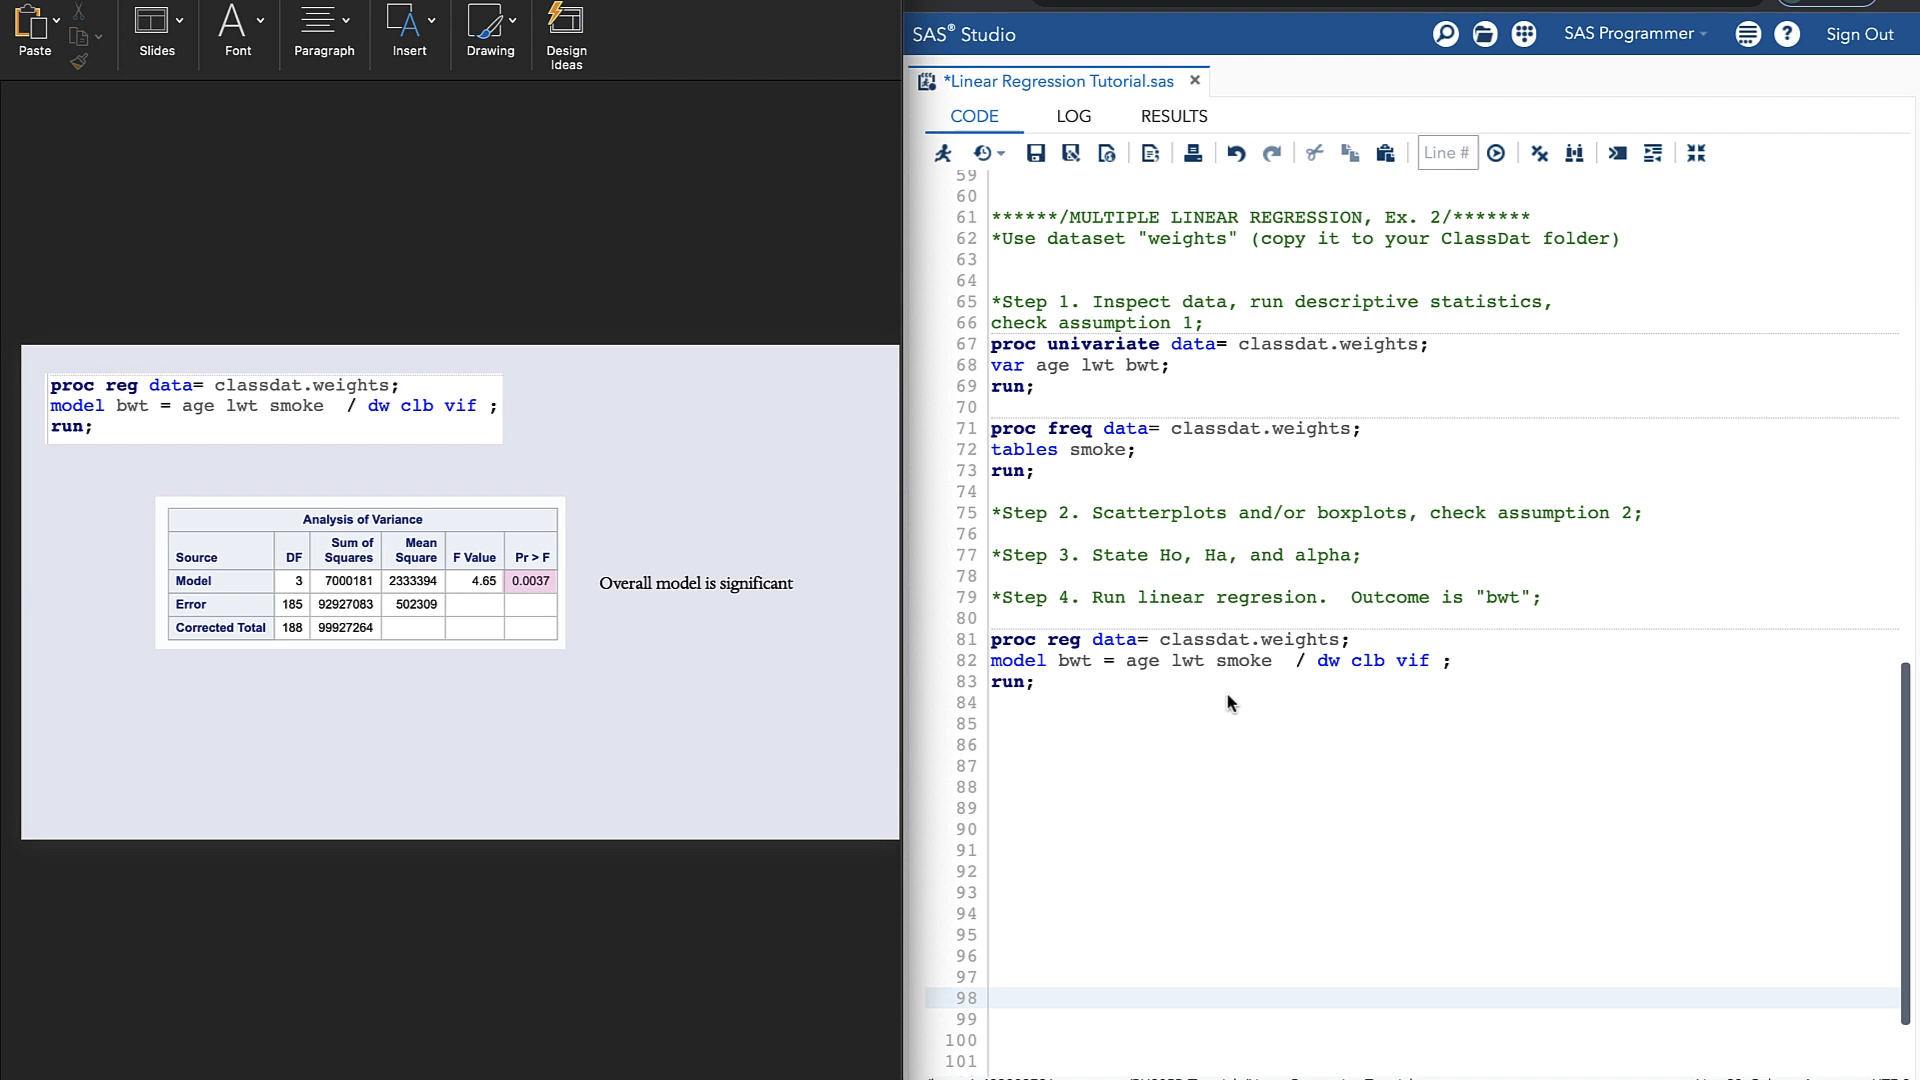 Paste
Slides
Font
Paragraph
Insert
Drawing
Design
Ideas
proc reg data= classdat.weights;
model bwt = age lwt smoke  / dw clb vif ;
run;
Analysis of Variance
Source DF Sum of Squares Mean Square F Value Pr > F
Model 3 7000181 2333394 4.65 0.0037
Error 185 92927083 502309
Corrected Total 188 99927264
Overall model is significant
SAS® Studio
SAS Programmer
Sign Out
*Linear Regression Tutorial.sas
CODE LOG RESULTS
Line #
59
60
61 ******/MULTIPLE LINEAR REGRESSION, Ex. 2/*******
62 *Use dataset "weights" (copy it to your ClassDat folder)
63
64
65 *Step 1. Inspect data, run descriptive statistics,
66 check assumption 1;
67 proc univariate data= classdat.weights;
68 var age lwt bwt;
69 run;
70
71 proc freq data= classdat.weights;
72 tables smoke;
73 run;
74
75 *Step 2. Scatterplots and/or boxplots, check assumption 2;
76
77 *Step 3. State Ho, Ha, and alpha;
78
79 *Step 4. Run linear regresion.  Outcome is "bwt";
80
81 proc reg data= classdat.weights;
82 model bwt = age lwt smoke  / dw clb vif ;
83 run;
84
85
86
87
88
89
90
91
92
93
94
95
96
97
98
99
100
101